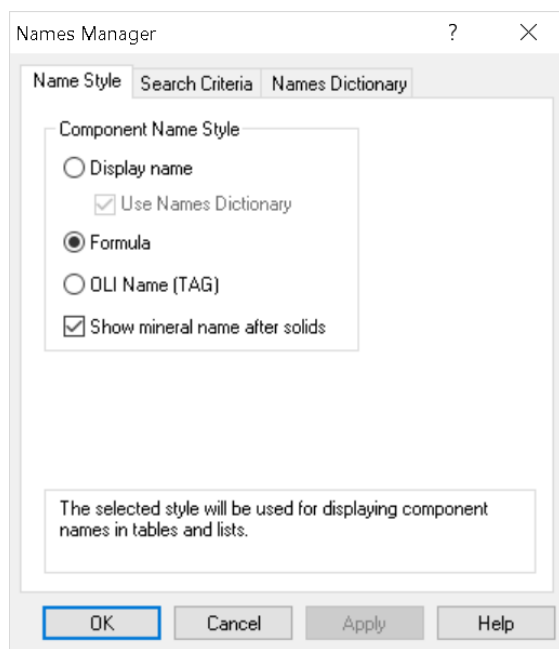 Names Manager
?
Name Style Search Criteria Names Dictionary
Component Name Style
Display name
Use Names Dictionary
Formula
OLI Name (TAG)
Show mineral name after solids
The selected style will be used for displaying component
names in tables and lists.
OK Cancel Apply Help